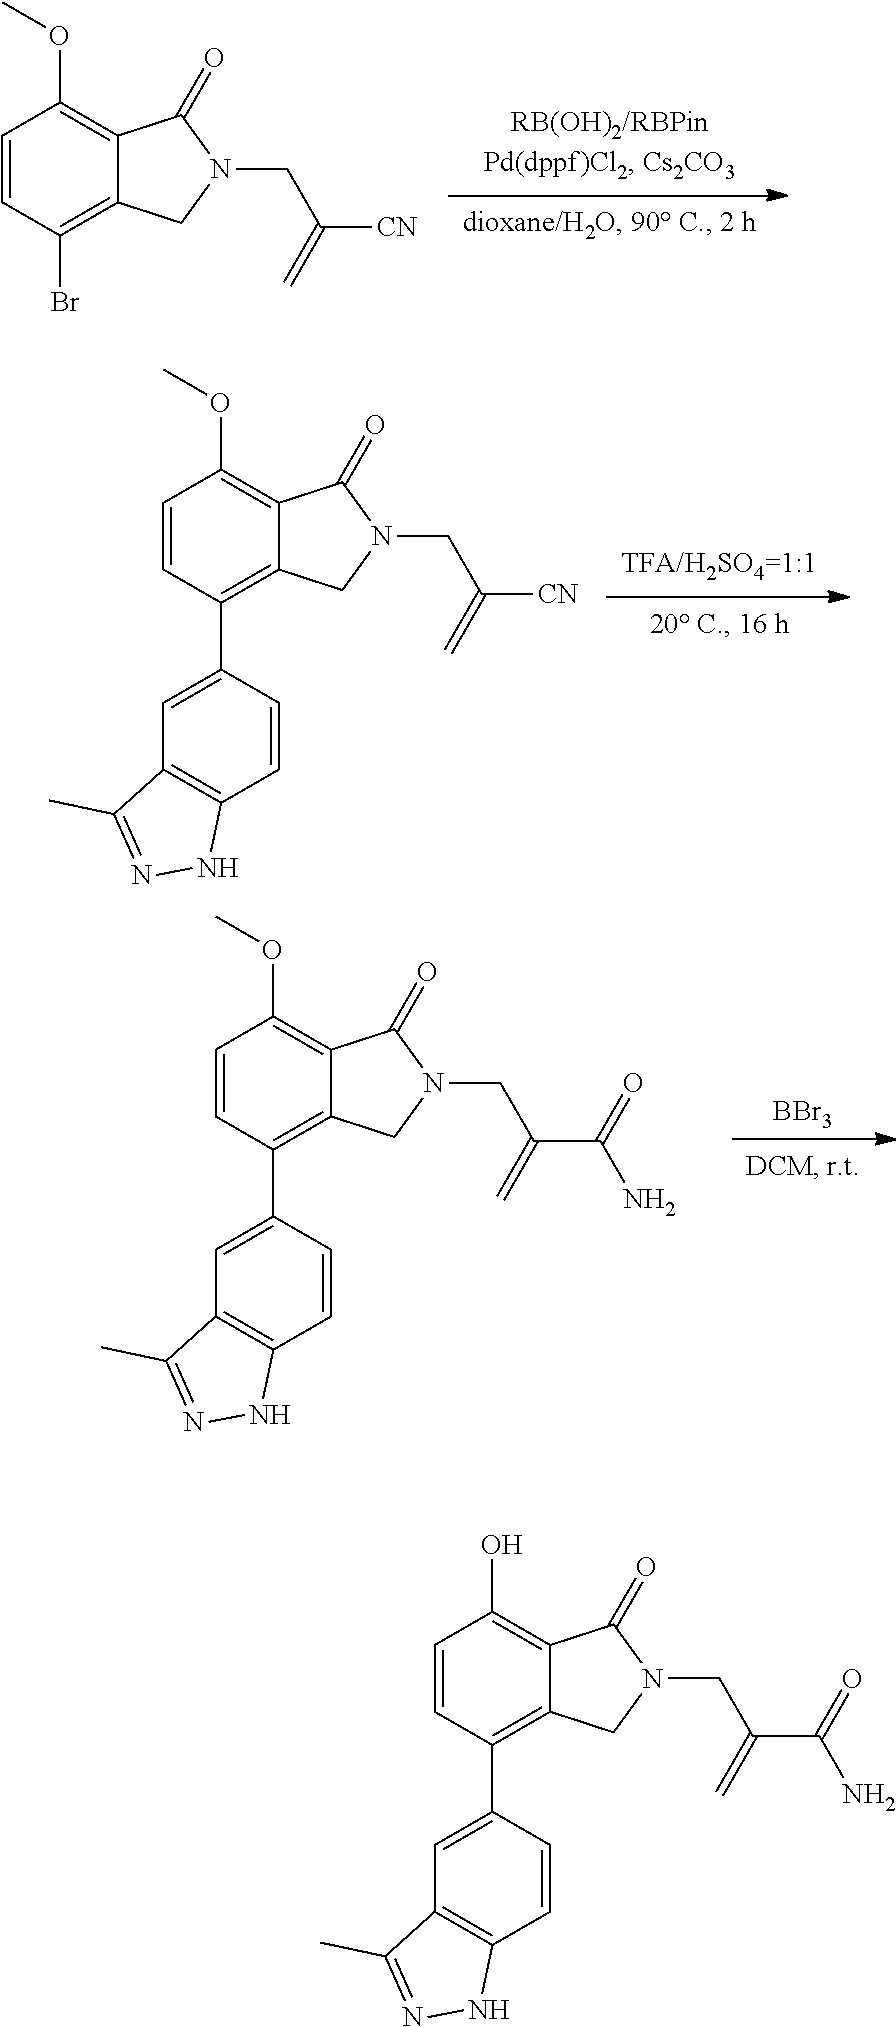 O
O
RB(OH)2/RBPin
N
Pd(dppf)Cl2, Cs2CO3
CN
dioxane/H2O, 90° C., 2 h
Br
O
O
N
TFA/H2SO4=1:1
CN
20° C., 16 h
N
NH
O
O
N
O
BBr3
NH2
DCM, r.t.
N
NH
OH
O
N
O
NH2
N
NH